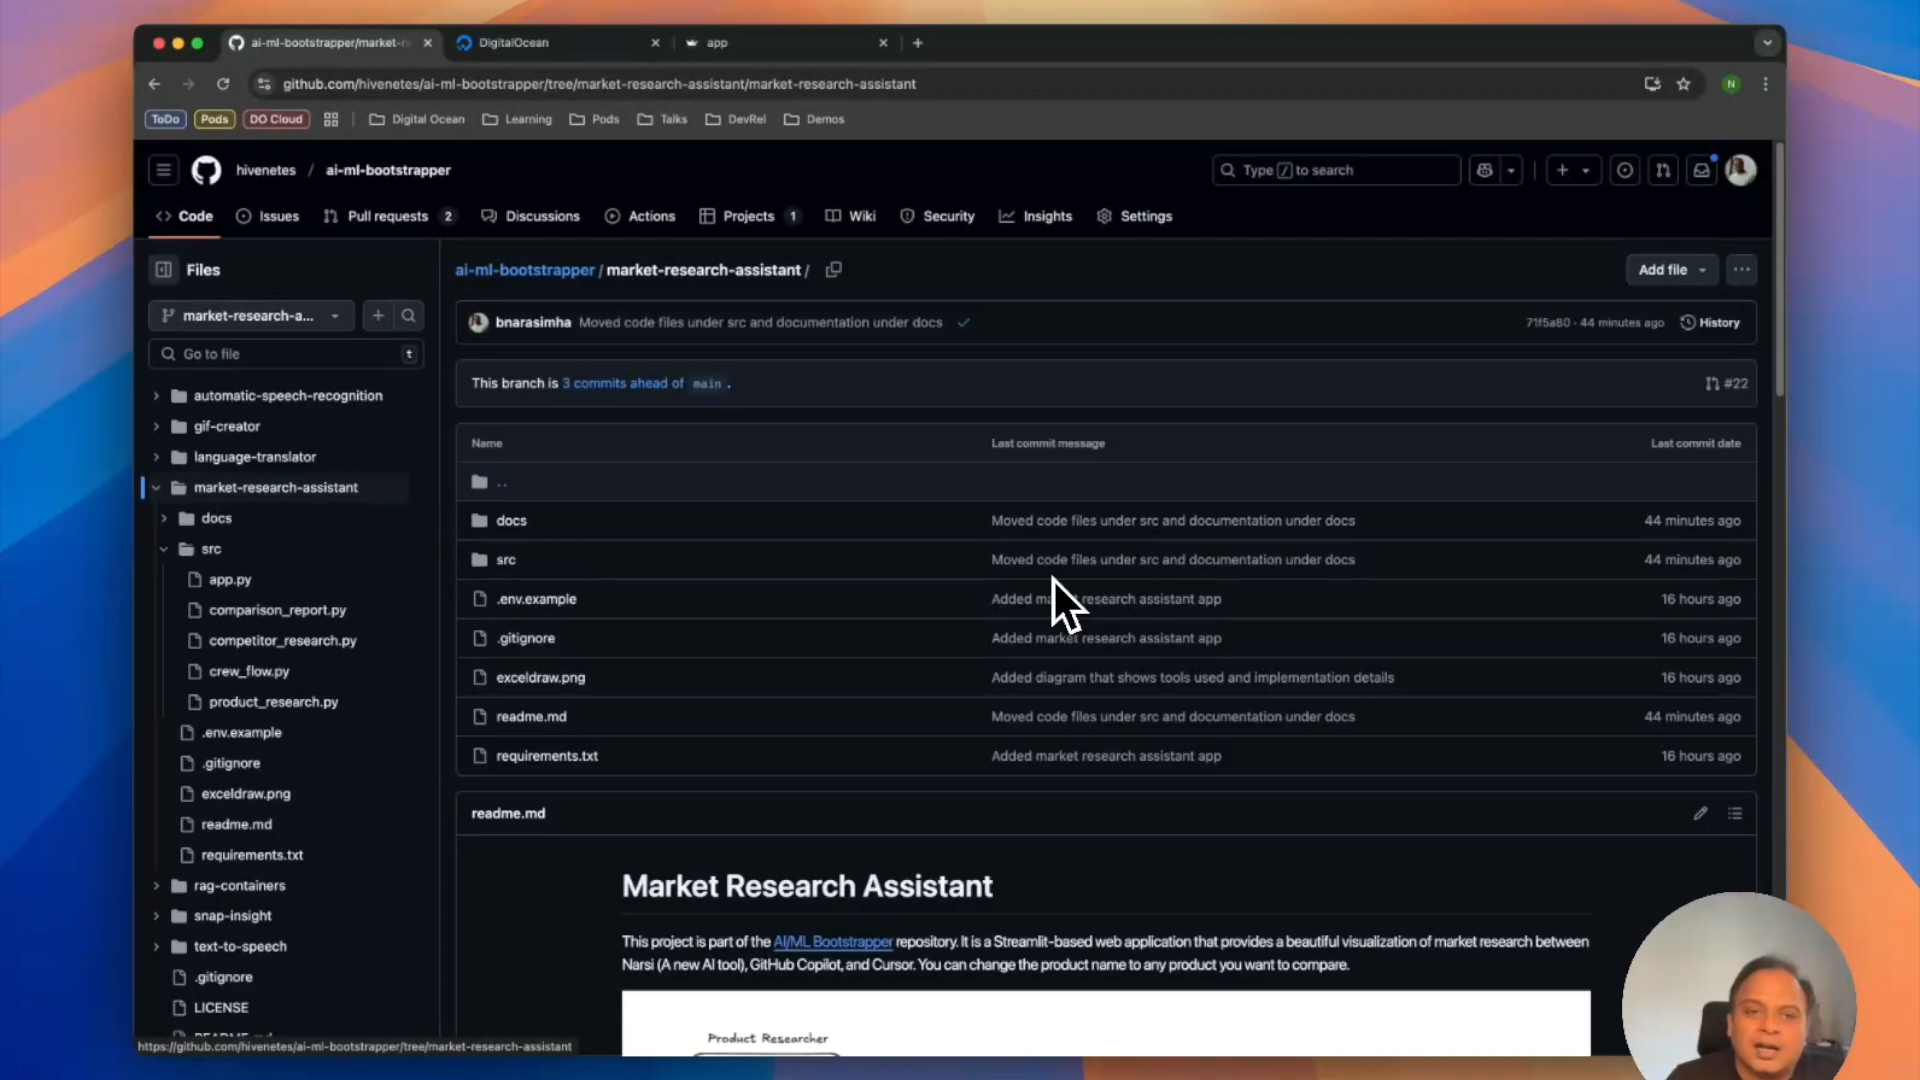 ai-ml-bootstrapper/market-r
DigitalOcean
app
github.com/hivenetes/ai-ml-bootstrapper/tree/market-research-assistant/market-research-assistant
N
ToDo
Pods
DO Cloud
Digital Ocean
Learning
Pods
Talks
DevRel
Demos
hivenetes / ai-ml-bootstrapper
Type / to search
Code
Issues
Pull requests 2
Discussions
Actions
Projects 1
Wiki
Security
Insights
Settings
Files
market-research-a...
Go to file
t
automatic-speech-recognition
gif-creator
language-translator
market-research-assistant
docs
src
app.py
comparison_report.py
competitor_research.py
crew_flow.py
product_research.py
.env.example
.gitignore
exceldraw.png
readme.md
requirements.txt
rag-containers
snap-insight
text-to-speech
.gitignore
LICENSE
README.md
https://github.com/hivenetes/ai-ml-bootstrapper/tree/market-research-assistant
ai-ml-bootstrapper / market-research-assistant /
Add file
bnarasimha Moved code files under src and documentation under docs
71f5a80 · 44 minutes ago
History
This branch is 3 commits ahead of main .
#22
Name Last commit message Last commit date
..
docs Moved code files under src and documentation under docs 44 minutes ago
src Moved code files under src and documentation under docs 44 minutes ago
.env.example Added market research assistant app 16 hours ago
.gitignore Added market research assistant app 16 hours ago
exceldraw.png Added diagram that shows tools used and implementation details 16 hours ago
readme.md Moved code files under src and documentation under docs 44 minutes ago
requirements.txt Added market research assistant app 16 hours ago
readme.md
Market Research Assistant
This project is part of the AI/ML Bootstrapper repository. It is a Streamlit-based web application that provides a beautiful visualization of market research between
Narsi (A new AI tool), GitHub Copilot, and Cursor. You can change the product name to any product you want to compare.
Product Researcher